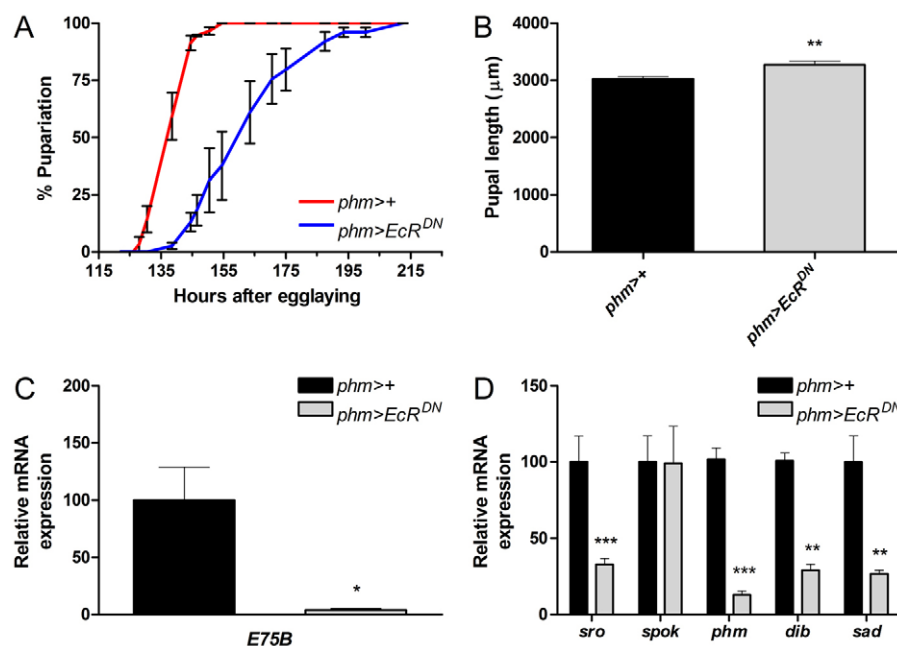 A
% Pupariation
100
75
50
25
0
115 135 155 175 195 215
Hours after egglaying
phm>+
phm>EcR^DN
B
Pupal length (μm)
4000
3000
2000
1000
0
**
phm>+
phm>EcR^DN
C
Relative mRNA
expression
200
150
100
50
0
phm>+
phm>EcR^DN
*
E75B
D
Relative mRNA
expression
150
100
50
0
phm>+
phm>EcR^DN
***
***
**
**
sro spok phm dib sad